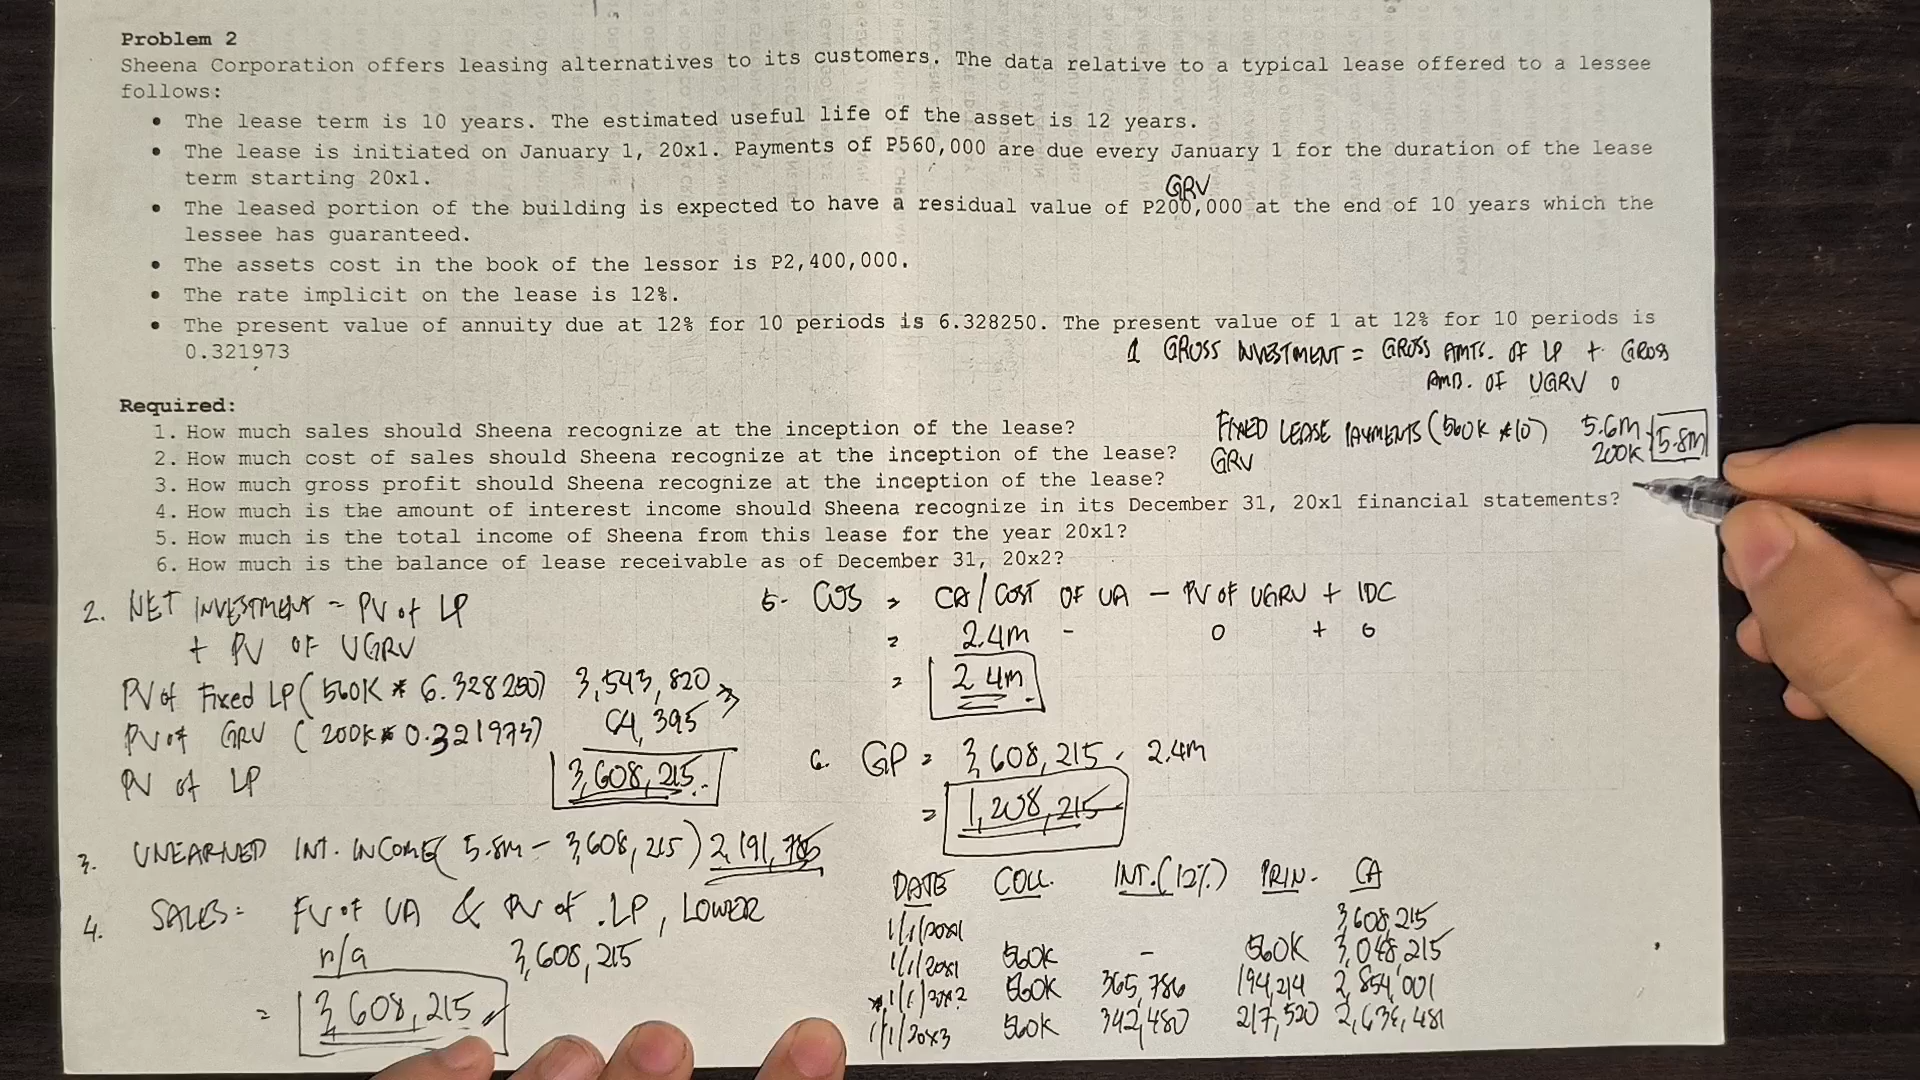 Problem 2
Sheena Corporation offers leasing alternatives to its customers. The data relative to a typical lease offered to a lessee
follows:
• The lease term is 10 years. The estimated useful life of the asset is 12 years.
• The lease is initiated on January 1, 20x1. Payments of P560,000 are due every January 1 for the duration of the lease
term starting 20x1.
GRV
• The leased portion of the building is expected to have a residual value of P200,000 at the end of 10 years which the
lessee has guaranteed.
• The assets cost in the book of the lessor is P2,400,000.
• The rate implicit on the lease is 12%.
• The present value of annuity due at 12% for 10 periods is 6.328250. The present value of 1 at 12% for 10 periods is
0.321973
1 GROSS INVESTMENT = GROSS AMTS. OF LP + GROSS
AMT. OF UGRV 0
Required:
1. How much sales should Sheena recognize at the inception of the lease?
2. How much cost of sales should Sheena recognize at the inception of the lease?
3. How much gross profit should Sheena recognize at the inception of the lease?
4. How much is the amount of interest income should Sheena recognize in its December 31, 20x1 financial statements?
5. How much is the total income of Sheena from this lease for the year 20x1?
6. How much is the balance of lease receivable as of December 31, 20x2?
FIXED LEASE PAYMENTS (560K * 10) 5.6M
GRV 200K 5.8M
2. NET INVESTMENT = PV of LP
+ PV OF UGRV
PV of Fixed LP (560K * 6.328250) 3,543,820
PV of GRV (200K * 0.321973) 64,395
PV of LP 3,608,215
3. UNEARNED INT. INCOME (5.8M - 3,608,215) 2,191,785
4. SALES = FV of UA & PV of LP, LOWER
n/a 3,608,215
= 3,608,215
5. COS = CA / COST OF UA - PV OF UGRV + IDC
= 2.4M - 0 + 0
= 2.4M
6. GP = 3,608,215 - 2.4M
= 1,208,215
DATE COLL. INT. (12%) PRIN. CA
1/1/20x1 3,608,215
1/1/20x1 560K - 560K 3,048,215
1/1/20x2 560K 365,786 194,214 2,854,001
1/1/20x3 560K 342,480 217,520 2,636,481